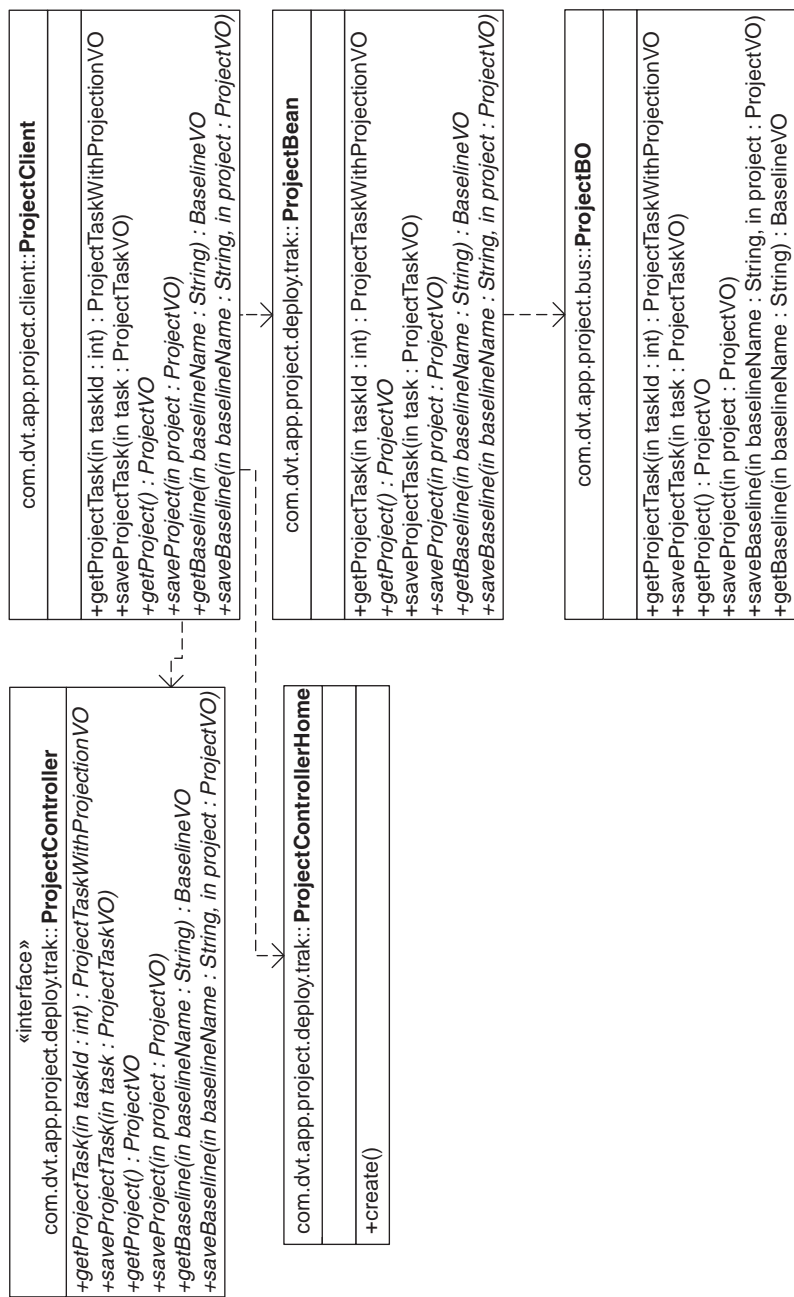 «interface»
com.dvt.app.project.deploy.trak::ProjectController
+getProjectTask(in taskId : int) : ProjectTaskWithProjectionVO
+saveProjectTask(in task : ProjectTaskVO)
+getProject() : ProjectVO
+saveProject(in project : ProjectVO)
+getBaseline(in baselineName : String) : BaselineVO
+saveBaseline(in baselineName : String, in project : ProjectVO)
com.dvt.app.project.client::ProjectClient
+getProjectTask(in taskId : int) : ProjectTaskWithProjectionVO
+saveProjectTask(in task : ProjectTaskVO)
+getProject() : ProjectVO
+saveProject(in project : ProjectVO)
+getBaseline(in baselineName : String) : BaselineVO
+saveBaseline(in baselineName : String, in project : ProjectVO)
com.dvt.app.project.deploy.trak::ProjectControllerHome
+create()
com.dvt.app.project.deploy.trak::ProjectBean
+getProjectTask(in taskId : int) : ProjectTaskWithProjectionVO
+getProject() : ProjectVO
+saveProjectTask(in task : ProjectTaskVO)
+saveProject(in project : ProjectVO)
+getBaseline(in baselineName : String) : BaselineVO
+saveBaseline(in baselineName : String, in project : ProjectVO)
com.dvt.app.project.bus::ProjectBO
+getProjectTask(in taskId : int) : ProjectTaskWithProjectionVO
+saveProjectTask(in task : ProjectTaskVO)
+getProject() : ProjectVO
+saveProject(in project : ProjectVO)
+saveBaseline(in baselineName : String, in project : ProjectVO)
+getBaseline(in baselineName : String) : BaselineVO